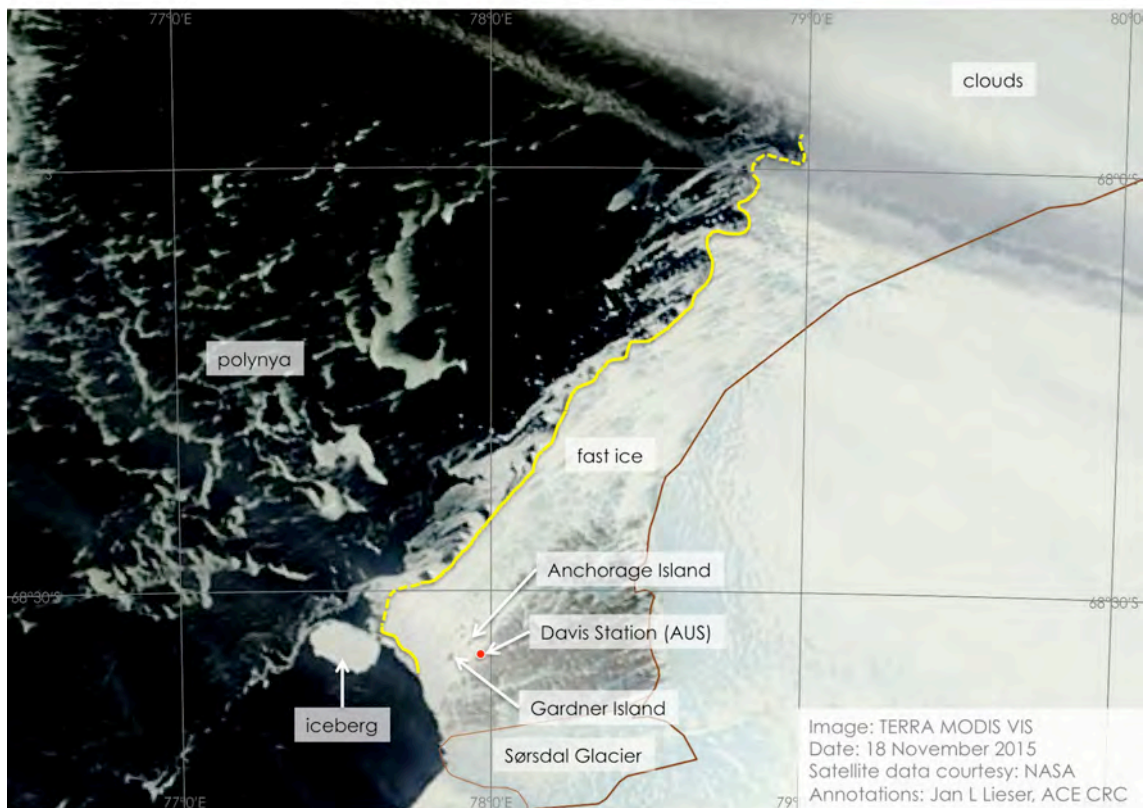 77°0'E
78°0'E
79°0'E
80°0'
clouds
68°0'S
polynya
fast ice
Anchorage Island
68°30'S
68°30'S
Davis Station (AUS)
Gardner Island
iceberg
Sørsdal Glacier
Image: TERRA MODIS VIS
Date: 18 November 2015
Satellite data courtesy: NASA
Annotations: Jan L Lieser, ACE CRC
77°0'E
78°0'E